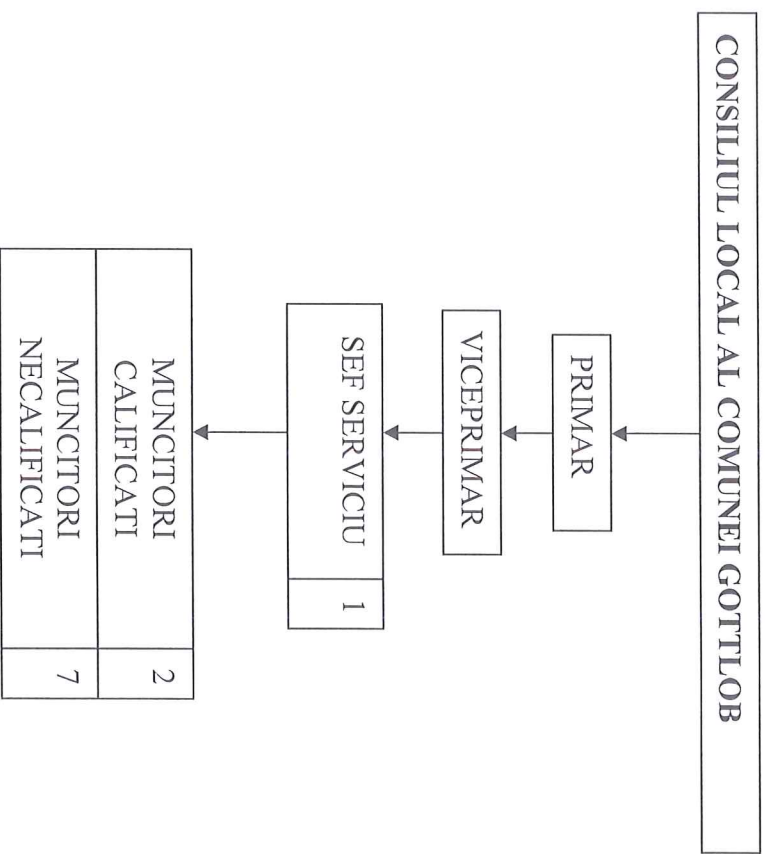 CONSILIUL LOCAL AL COMUNEI GOTTLOB
PRIMAR
VICEPRIMAR
SEF SERVICIU 1
MUNCITORI
CALIFICATI 2
MUNCITORI
NECALIFICATI 7